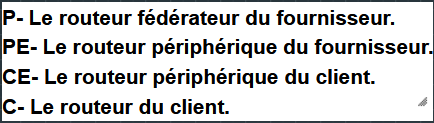 P- Le routeur fédérateur du fournisseur.
PE- Le routeur périphérique du fournisseur.
CE- Le routeur périphérique du client.
C- Le routeur du client.